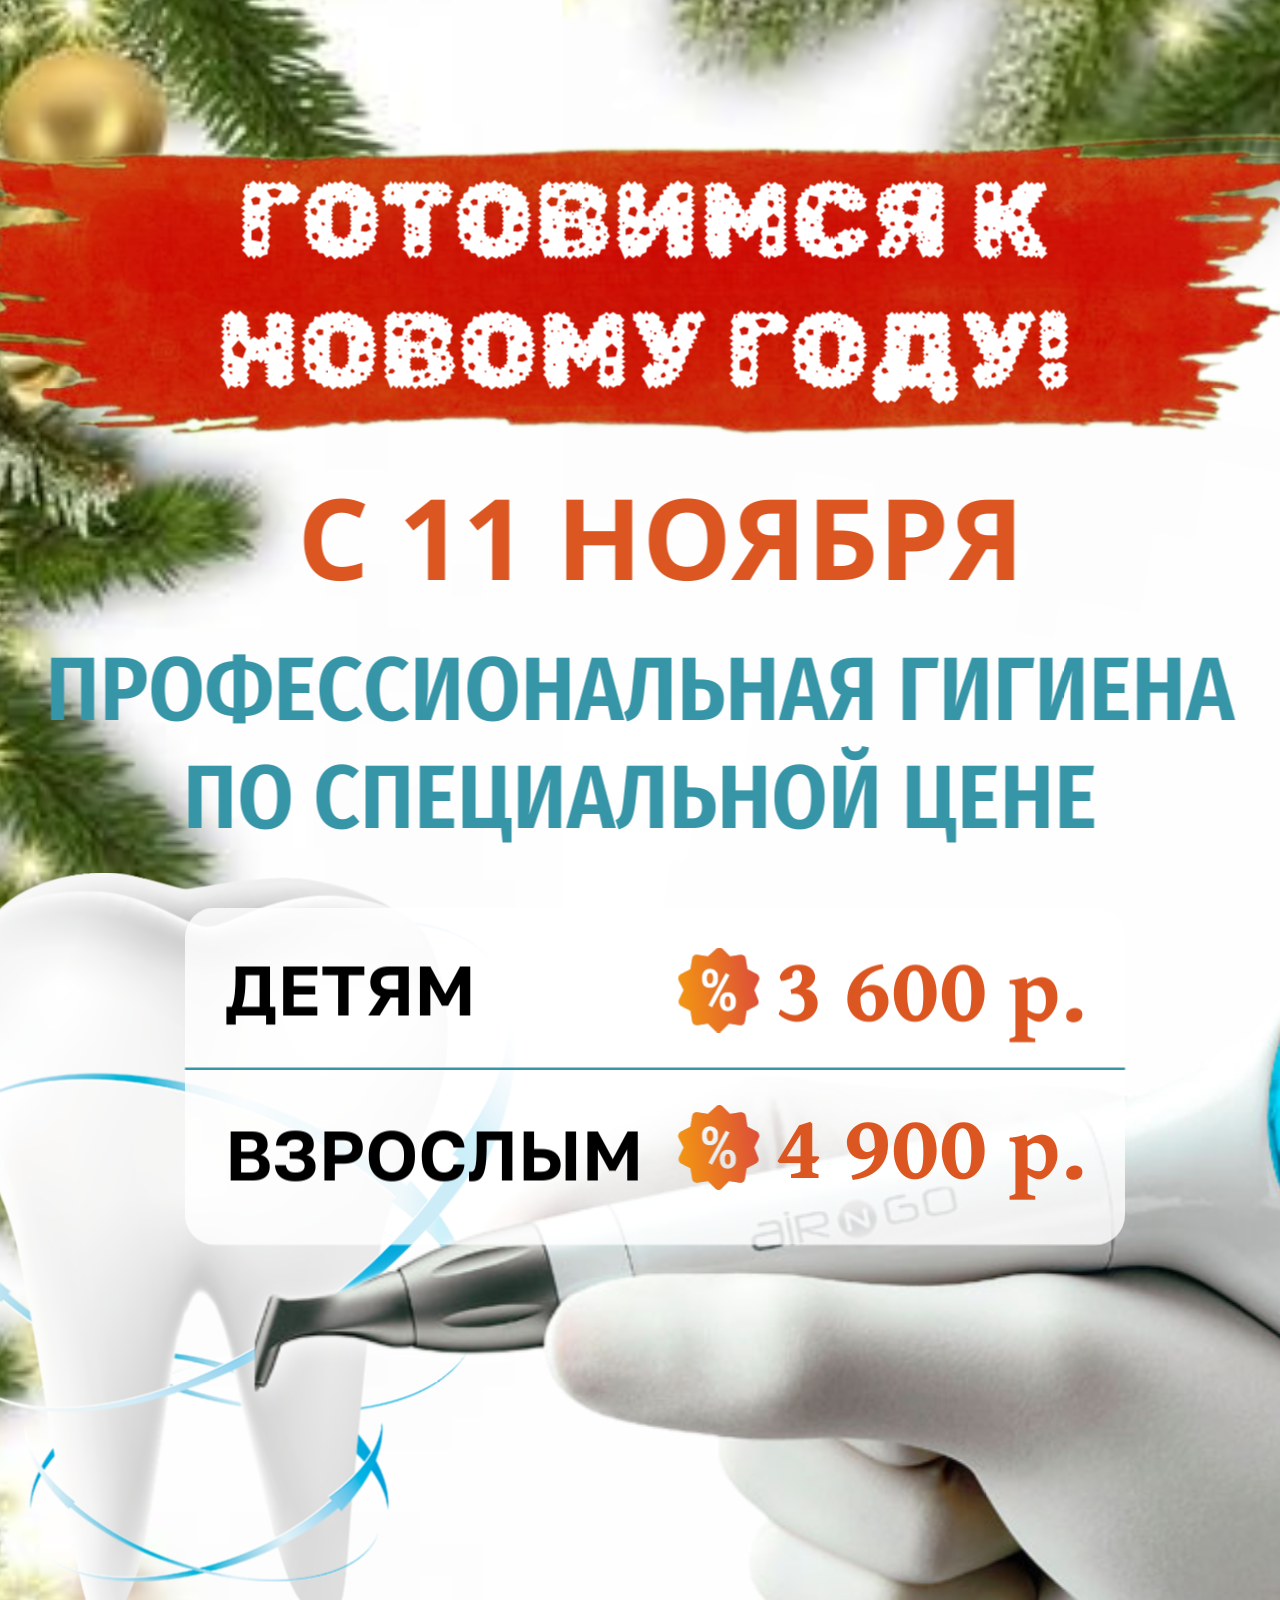 ГОТОВИМСЯ К
НОВОМУ ГОДУ!
С 11 НОЯБРЯ
ПРОФЕССИОНАЛЬНАЯ ГИГИЕНА
ПО СПЕЦИАЛЬНОЙ ЦЕНЕ
ДЕТЯМ % 3 600 р.
ВЗРОСЛЫМ % 4 900 р.
aiR N GO